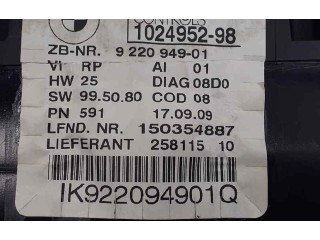 CONTROLS
1024952-98
ZB-NR. 9 220 949-01
VI RP AI 01
HW 25 DIAG 08D0
SW 99.50.80 COD 08
PN 591 17.09.09
LFND. NR. 150354887
LIEFERANT 258115 10
IK922094901Q